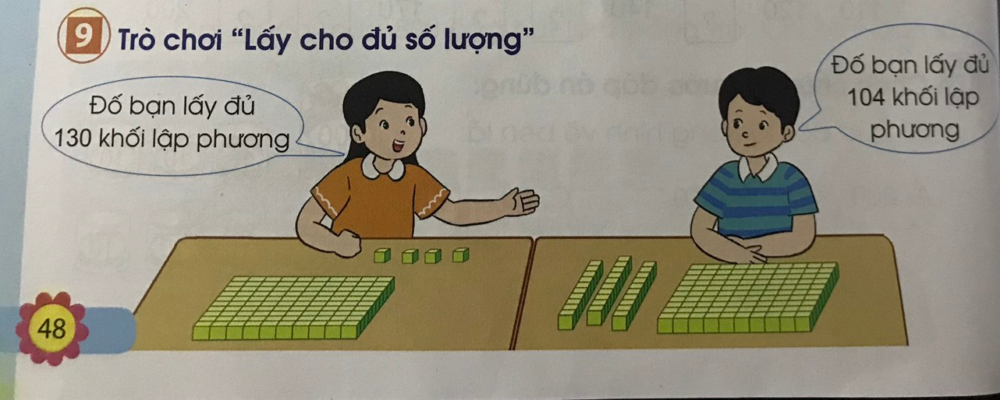 9 Trò chơi “Lấy cho đủ số lượng”
Đố bạn lấy đủ
130 khối lập phương
Đố bạn lấy đủ
104 khối lập
phương
48